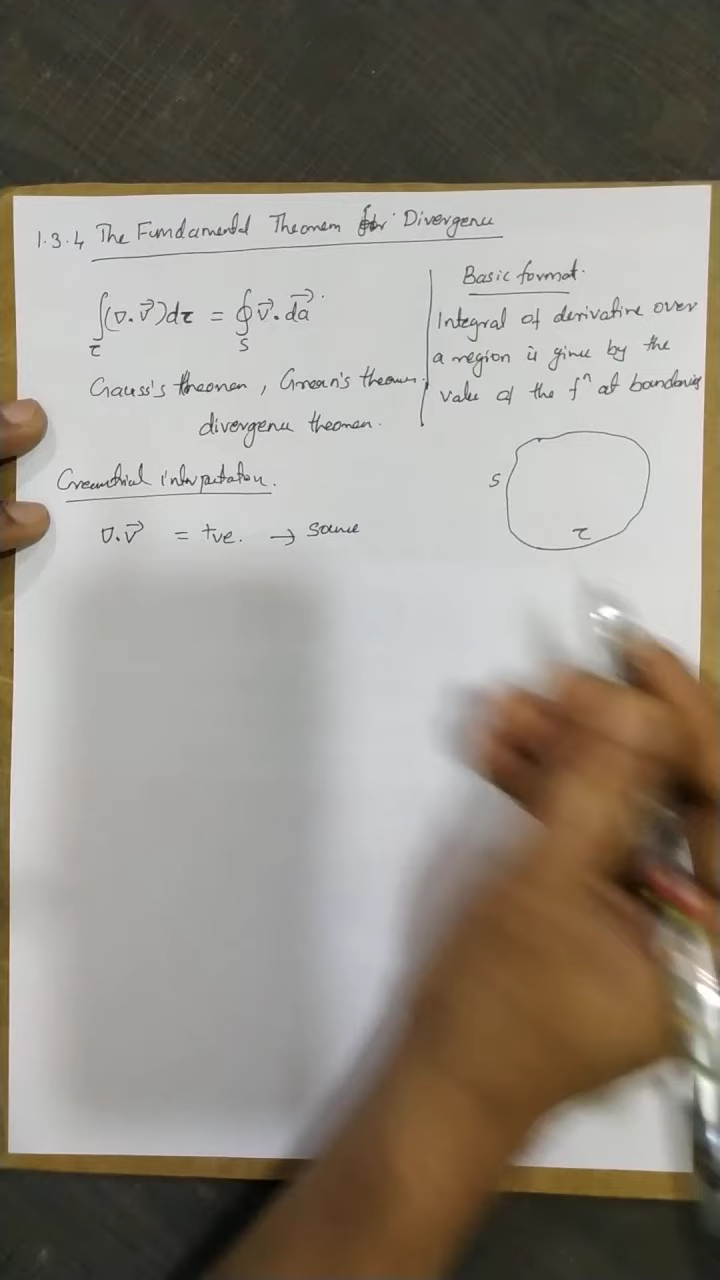 1.3.4 The Fundamental Theorem for Divergence
∫τ(∇.v⃗)dτ = ∮S v⃗.da⃗
Gauss's theorem, Green's theorem,
divergence theorem.
Basic format.
Integral of derivative over
a region is given by the
value of the fⁿ at boundaries
S
τ
Geometrical interpretation.
∇.v⃗ = +ve. → Source